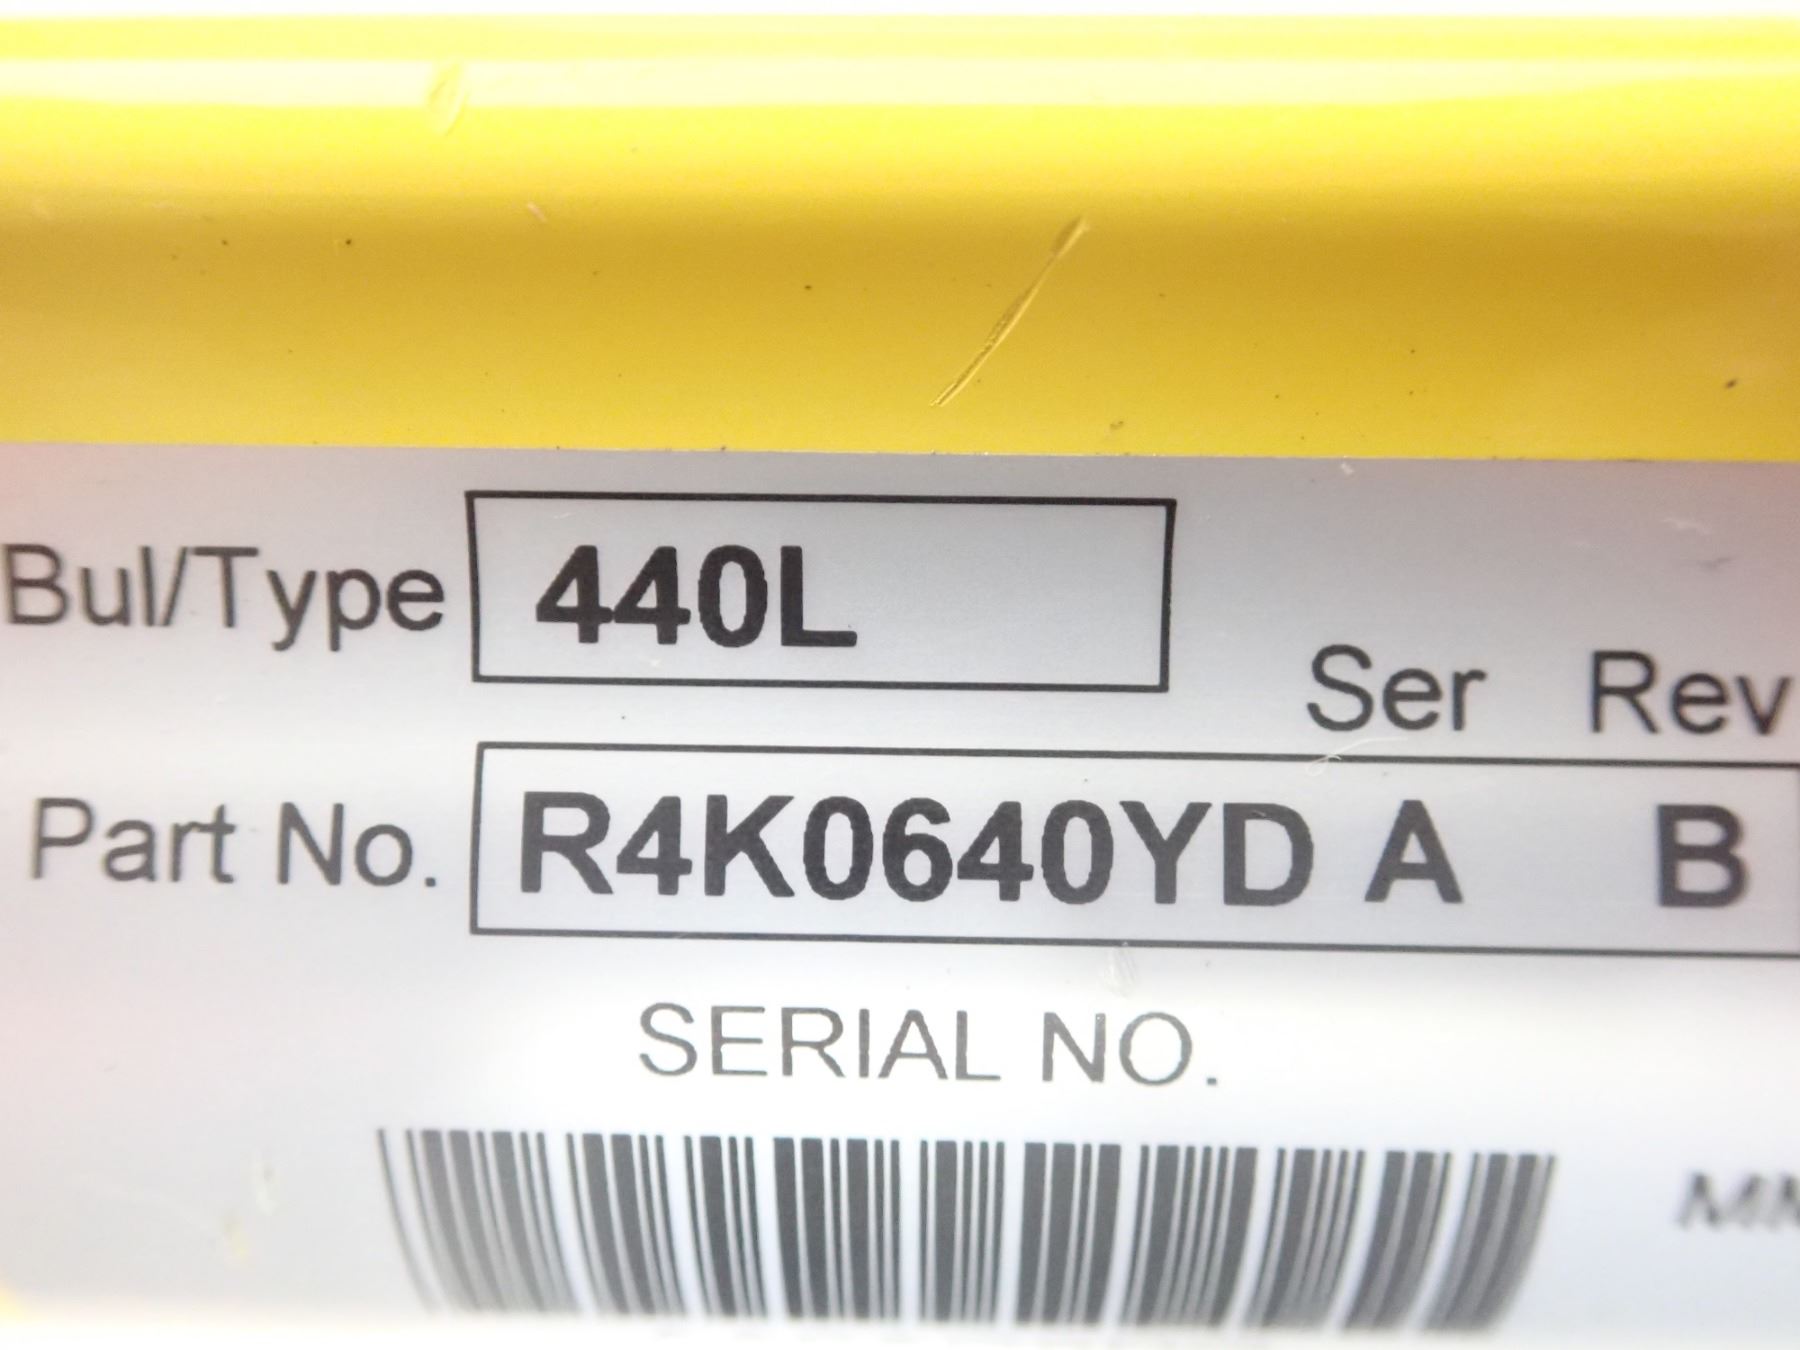 Bul/Type 440L
Ser Rev
Part No. R4K0640YD A B
SERIAL NO.